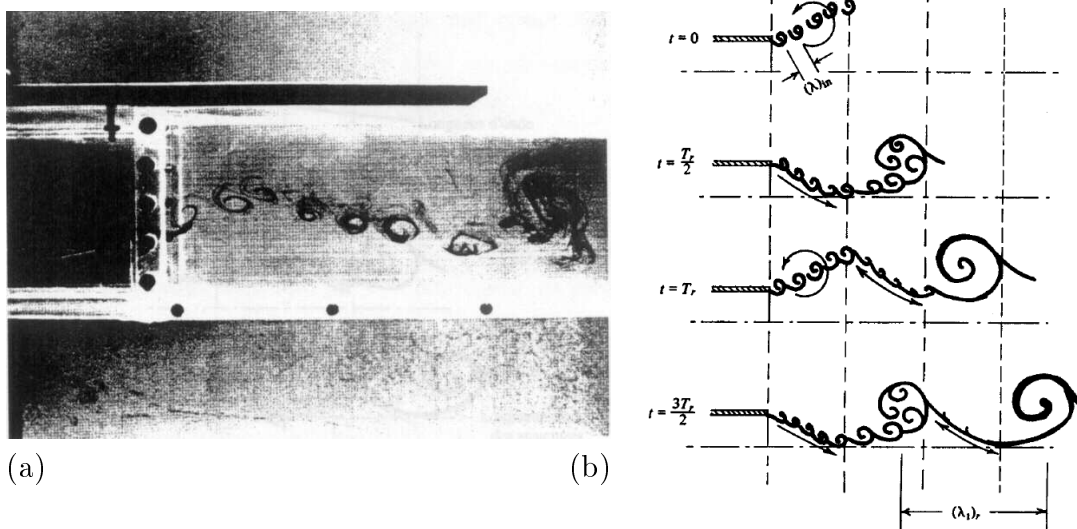 t = 0
(λ)in
t = Tr/2
t = Tr
t = 3Tr/2
(λ1)r
(a)
(b)